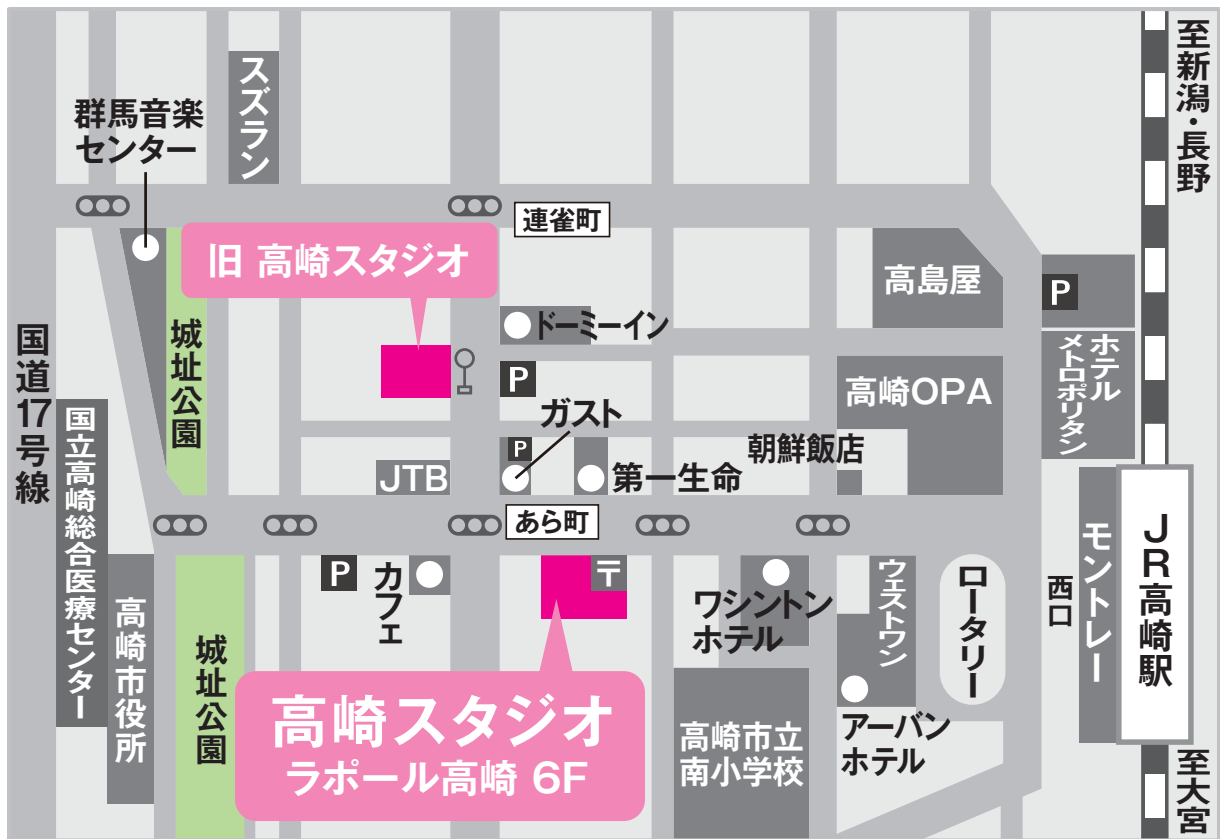 至新潟・長野
スズラン
群馬音楽
センター
連雀町
旧 高崎スタジオ
高島屋
P
ドーミーイン
ホテル
メトロポリタン
国道17号線
城址公園
P
高崎OPA
ガスト
国立高崎総合医療センター
P
朝鮮飯店
JTB
第一生命
あら町
モントレー
JR高崎駅
P
カフェ
〒
ワシントン
ホテル
ウェストワン
ロータリー
西口
高崎市役所
城址公園
高崎スタジオ
ラポール高崎 6F
高崎市立
南小学校
アーバン
ホテル
至大宮